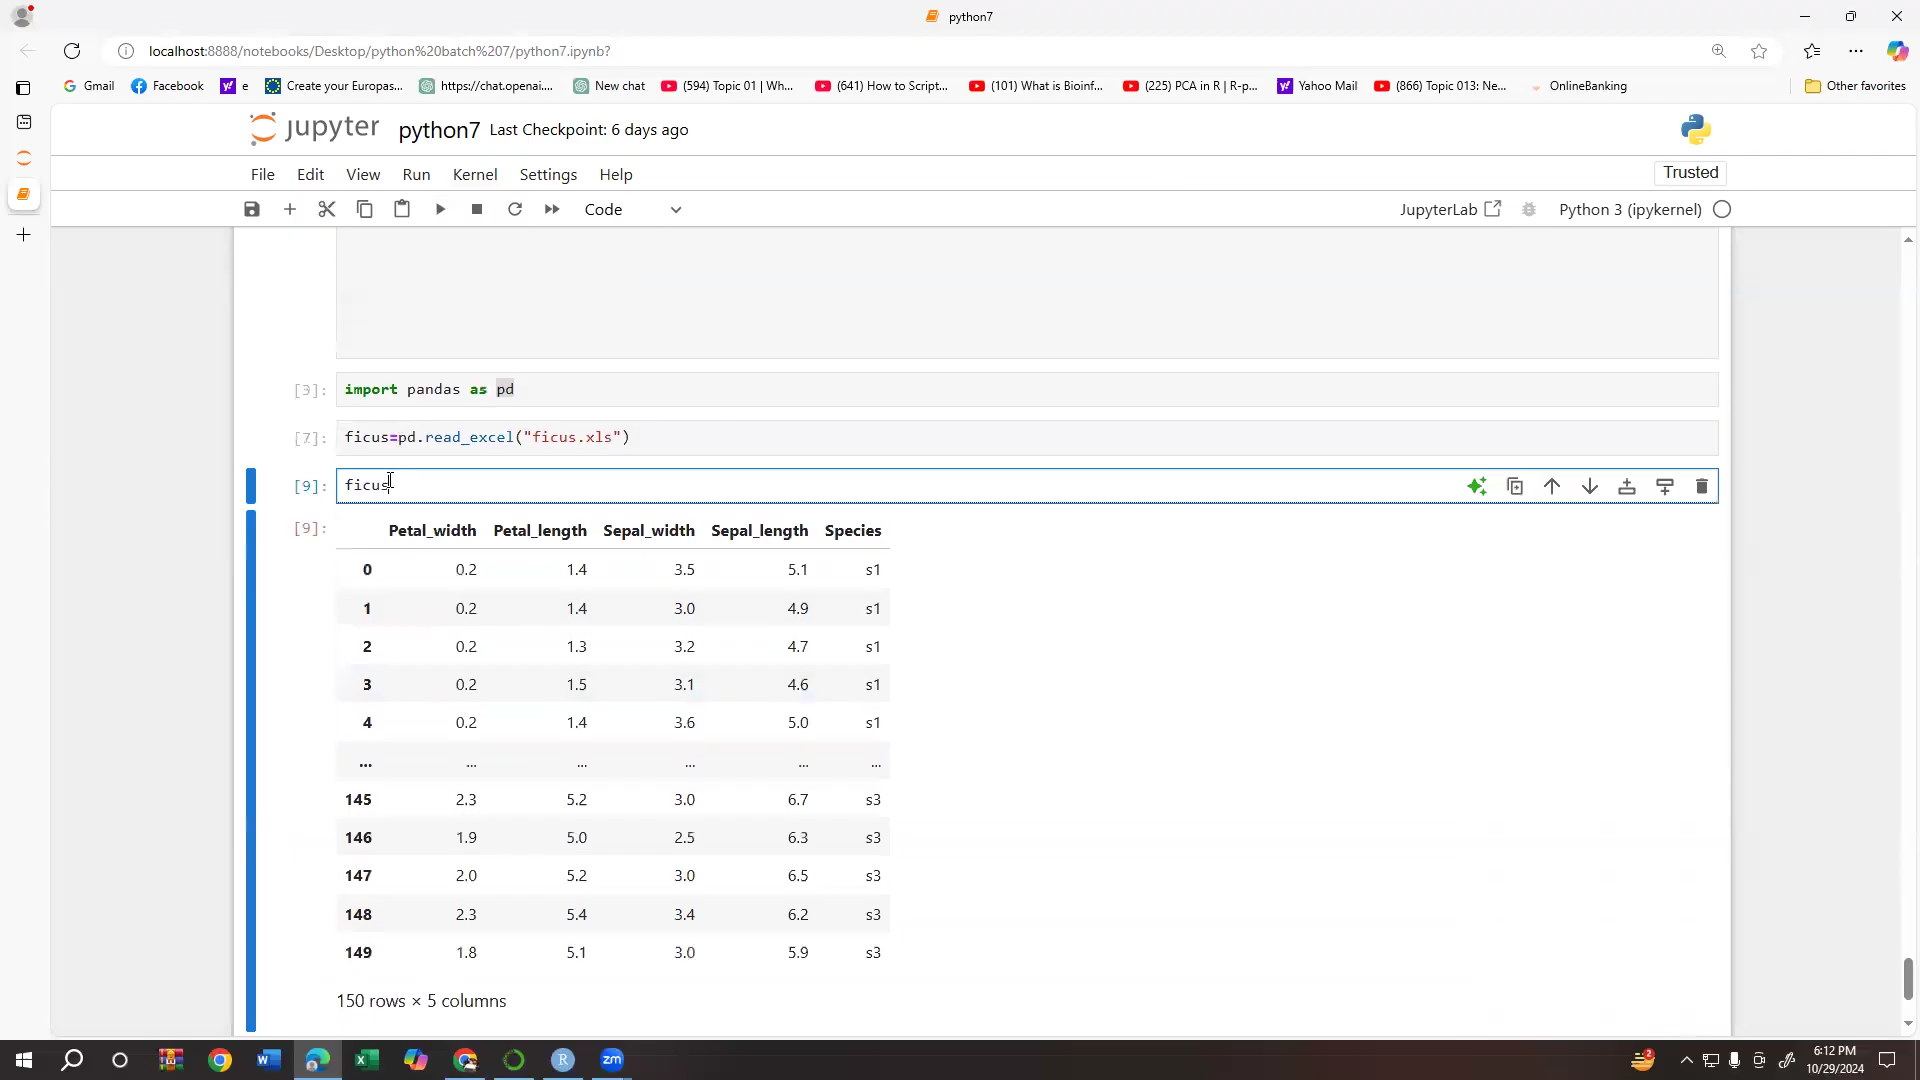 python7
localhost:8888/notebooks/Desktop/python%20batch%207/python7.ipynb?
Gmail Facebook e Create your Europas... https://chat.openai.... New chat (594) Topic 01 | Wh... (641) How to Script... (101) What is Bioinf... (225) PCA in R | R-p... Yahoo Mail (866) Topic 013: Ne... OnlineBanking Other favorites
jupyter python7 Last Checkpoint: 6 days ago
File Edit View Run Kernel Settings Help Trusted
Code JupyterLab Python 3 (ipykernel)
[3]: import pandas as pd
[7]: ficus=pd.read_excel("ficus.xls")
[9]: ficus
[9]: Petal_width Petal_length Sepal_width Sepal_length Species
0 0.2 1.4 3.5 5.1 s1
1 0.2 1.4 3.0 4.9 s1
2 0.2 1.3 3.2 4.7 s1
3 0.2 1.5 3.1 4.6 s1
4 0.2 1.4 3.6 5.0 s1
... ... ... ... ... ...
145 2.3 5.2 3.0 6.7 s3
146 1.9 5.0 2.5 6.3 s3
147 2.0 5.2 3.0 6.5 s3
148 2.3 5.4 3.4 6.2 s3
149 1.8 5.1 3.0 5.9 s3
150 rows × 5 columns
W R zm 2 6:12 PM
10/29/2024